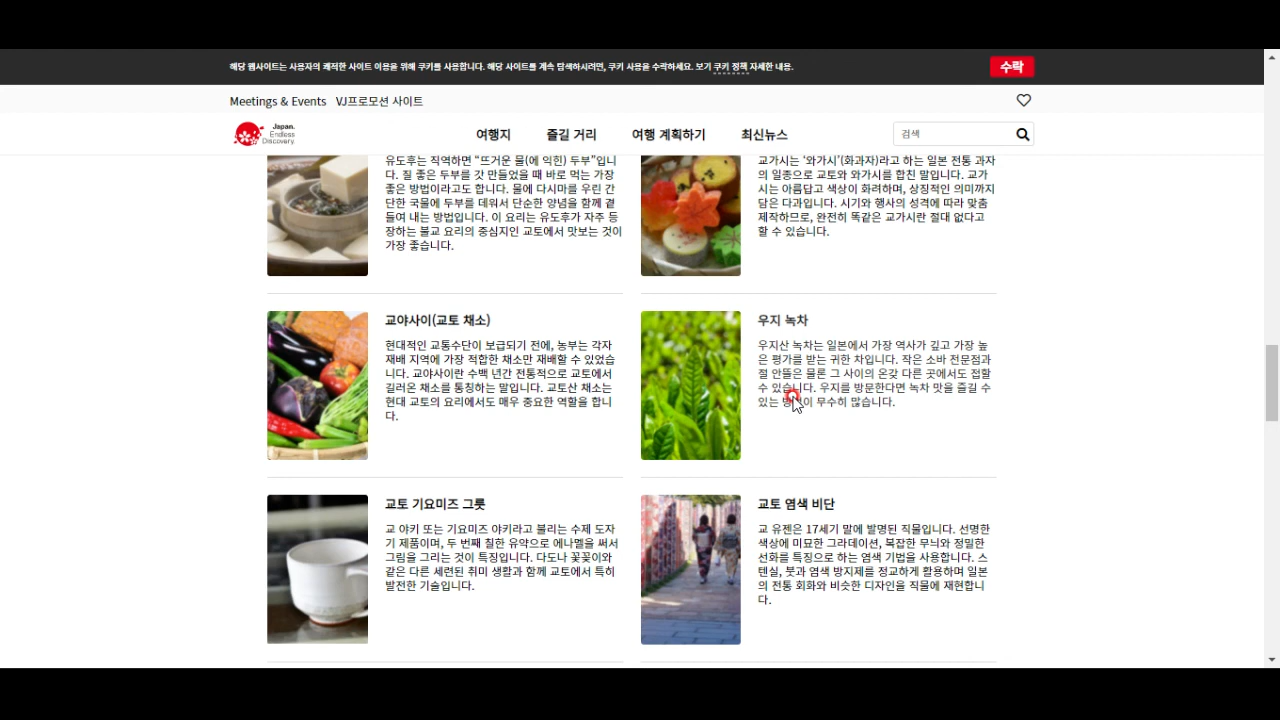 해당 웹사이트는 사용자의 쾌적한 사이트 이용을 위해 쿠키를 사용합니다. 해당 사이트를 계속 탐색하시려면, 쿠키 사용을 수락하세요. 보기 쿠키 정책 자세한 내용.
수락
Meetings & Events VJ프로모션 사이트
Japan.
Endless
Discovery.
여행지 즐길 거리 여행 계획하기 최신뉴스
검색
유도후는 직역하면 “뜨거운 물(에 익힌) 두부”입니
다. 질 좋은 두부를 갓 만들었을 때 바로 먹는 가장
좋은 방법이라고도 합니다. 물에 다시마를 우린 간
단한 국물에 두부를 데워서 단순한 양념을 함께 곁
들여 내는 방법입니다. 이 요리는 유도후가 자주 등
장하는 불교 요리의 중심지인 교토에서 맛보는 것이
가장 좋습니다.
교가시는 ‘와가시’(화과자)라고 하는 일본 전통 과자
의 일종으로 교토와 와가시를 합친 말입니다. 교가
시는 아름답고 색상이 화려하며, 상징적인 의미까지
담은 다과입니다. 시기와 행사의 성격에 따라 맞춤
제작하므로, 완전히 똑같은 교가시란 절대 없다고
할 수 있습니다.
교야사이(교토 채소)
현대적인 교통수단이 보급되기 전에, 농부는 각자
재배 지역에 가장 적합한 채소만 재배할 수 있었습
니다. 교야사이란 수백 년간 전통적으로 교토에서
길러온 채소를 통칭하는 말입니다. 교토산 채소는
현대 교토의 요리에서도 매우 중요한 역할을 합니
다.
우지 녹차
우지산 녹차는 일본에서 가장 역사가 깊고 가장 높
은 평가를 받는 귀한 차입니다. 작은 소바 전문점과
절 안뜰은 물론 그 사이의 온갖 다른 곳에서도 접할
수 있습니다. 우지를 방문한다면 녹차 맛을 즐길 수
있는 무수히 많습니다.
교토 기요미즈 그릇
교 야키 또는 기요미즈 야키라고 불리는 수제 도자
기 제품이며, 두 번째 칠한 유약으로 에나멜을 써서
그림을 그리는 것이 특징입니다. 다도나 꽃꽂이와
같은 다른 세련된 취미 생활과 함께 교토에서 특히
발전한 기술입니다.
교토 염색 비단
교 유젠은 17세기 말에 발명된 직물입니다. 선명한
색상에 미묘한 그라데이션, 복잡한 무늬와 정밀한
선화를 특징으로 하는 염색 기법을 사용합니다. 스
텐실, 붓과 염색 방지제를 정교하게 활용하며 일본
의 전통 회화와 비슷한 디자인을 직물에 재현합니
다.